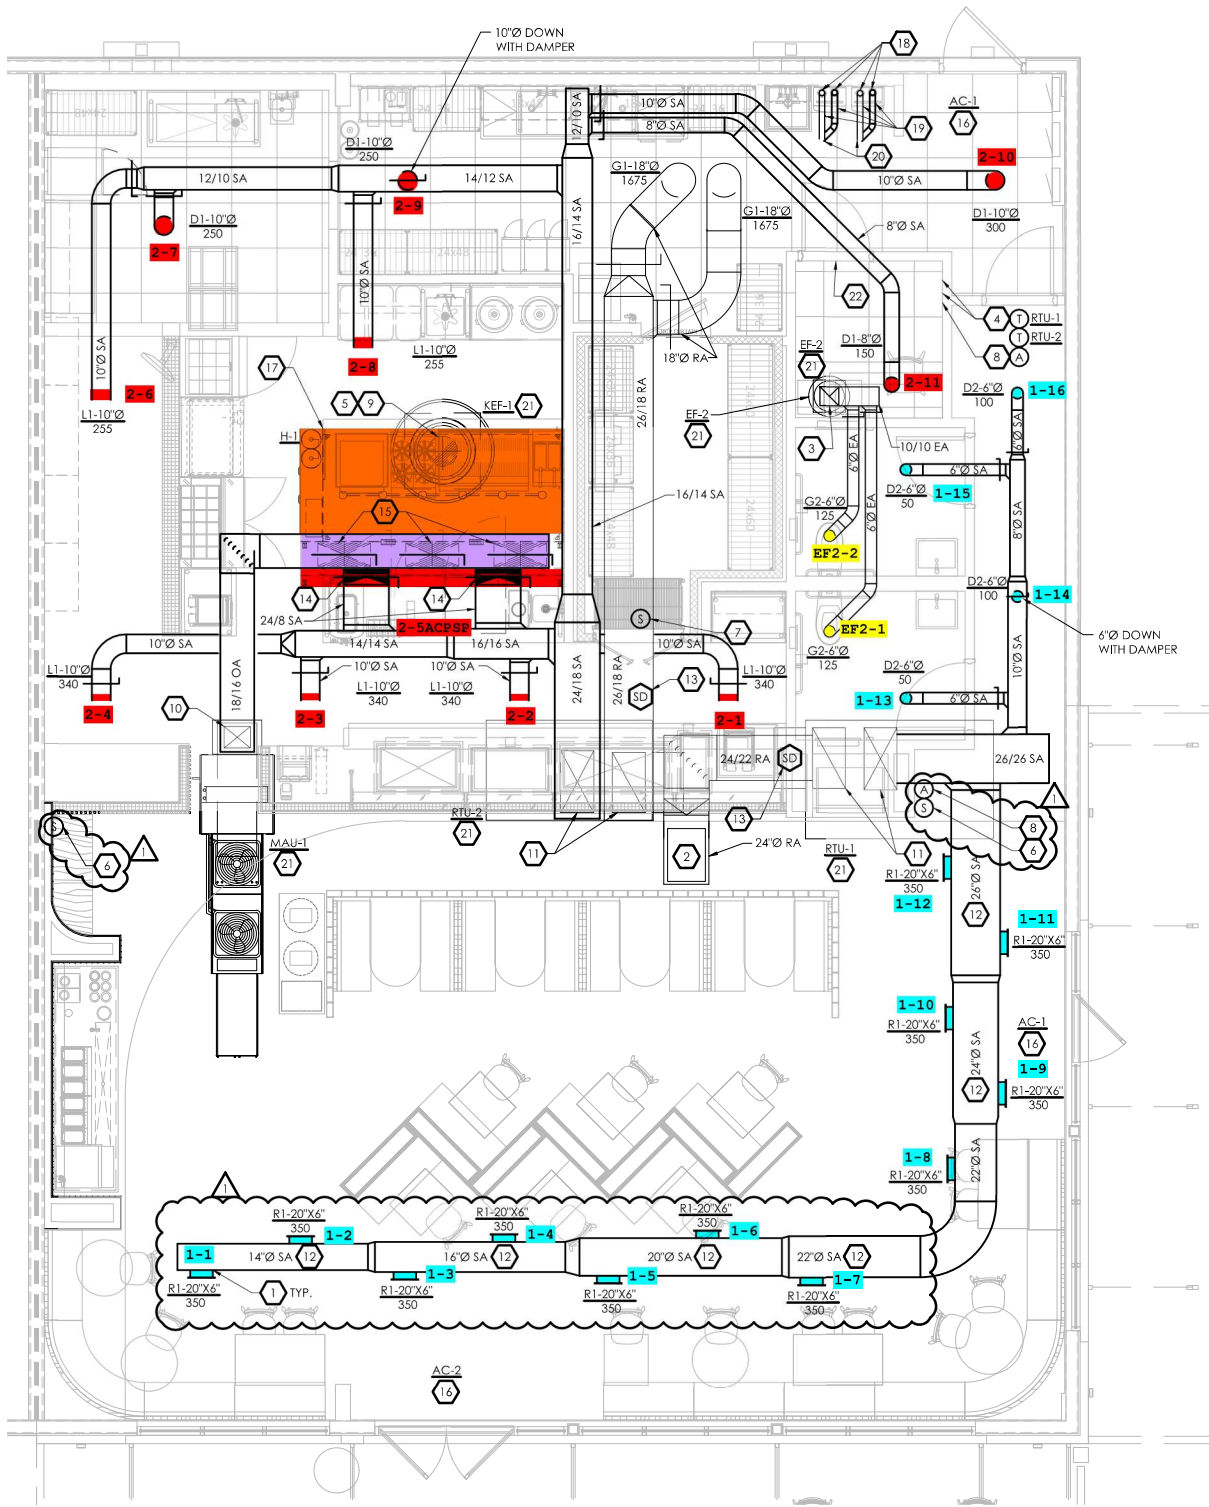 10"Ø DOWN
WITH DAMPER
18
10"Ø SA
8"Ø SA
12/10 SA
AC-1
16
19
20
D1-10"Ø
250
2-10
G1-18"Ø
1675
12/10 SA
14/12 SA
10"Ø SA
2-9
D1-10"Ø
250
2-7
G1-18"Ø
1675
D1-10"Ø
300
16/14 SA
8"Ø SA
24x48
10"Ø SA
22
4
T
RTU-1
T
RTU-2
8
A
18"Ø RA
D1-8"Ø
150
EF-2
21
10"Ø SA
L1-10"Ø
255
2-8
17
2-6
L1-10"Ø
255
26/18 RA
2-11
D2-6"Ø
100
1-16
5
9
KEF-1
21
EF-2
21
H-1
3
10/10 EA
6"Ø SA
6"Ø EA
6"Ø SA
1-15
D2-6"Ø
50
16/14 SA
24x60
G2-6"Ø
125
6"Ø EA
8"Ø SA
15
EF2-2
D2-6"Ø
100
1-14
14
14
24/8 SA
2-5ACPSP
S
7
EF2-1
6"Ø DOWN
WITH DAMPER
10"Ø SA
14/14 SA
16/16 SA
10"Ø SA
G2-6"Ø
125
L1-10"Ø
340
10"Ø SA
10"Ø SA
L1-10"Ø
340
D2-6"Ø
50
10"Ø SA
18/16 OA
L1-10"Ø
340
L1-10"Ø
340
24/18 SA
26/18 RA
SD
13
1-13
6"Ø SA
2-4
10
2-3
2-2
2-1
24/22 RA
SD
26/26 SA
A
S
1
8
6
S
6
1
MAU-1
21
RTU-2
21
11
13
24"Ø RA
2
RTU-1
21
11
R1-20"X6"
350
1-12
26"Ø SA
12
1-11
R1-20"X6"
350
1-10
R1-20"X6"
350
AC-1
16
24"Ø SA
12
1-9
R1-20"X6"
350
1-8
R1-20"X6"
350
22"Ø SA
1
R1-20"X6"
350
1-2
R1-20"X6"
350
1-4
R1-20"X6"
350
1-6
1-1
14"Ø SA
12
16"Ø SA
12
20"Ø SA
12
22"Ø SA
12
1-3
1-5
1-7
R1-20"X6"
350
1
TYP.
R1-20"X6"
350
R1-20"X6"
350
R1-20"X6"
350
AC-2
16